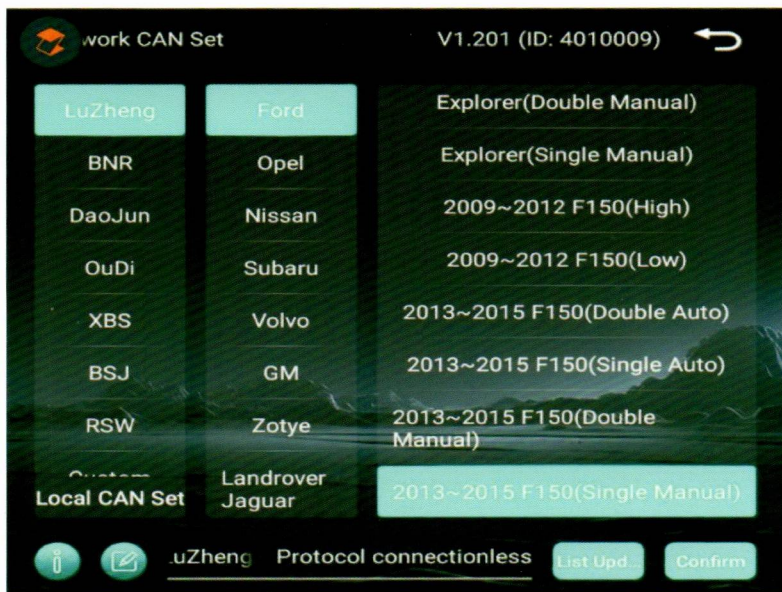 work CAN Set
V1.201 (ID: 4010009)
LuZheng
BNR
DaoJun
OuDi
XBS
BSJ
RSW
Custom
Local CAN Set
Ford
Opel
Nissan
Subaru
Volvo
GM
Zotye
Landrover
Jaguar
Explorer(Double Manual)
Explorer(Single Manual)
2009~2012 F150(High)
2009~2012 F150(Low)
2013~2015 F150(Double Auto)
2013~2015 F150(Single Auto)
2013~2015 F150(Double
Manual)
2013~2015 F150(Single Manual)
uZheng Protocol connectionless
List Upd...
Confirm